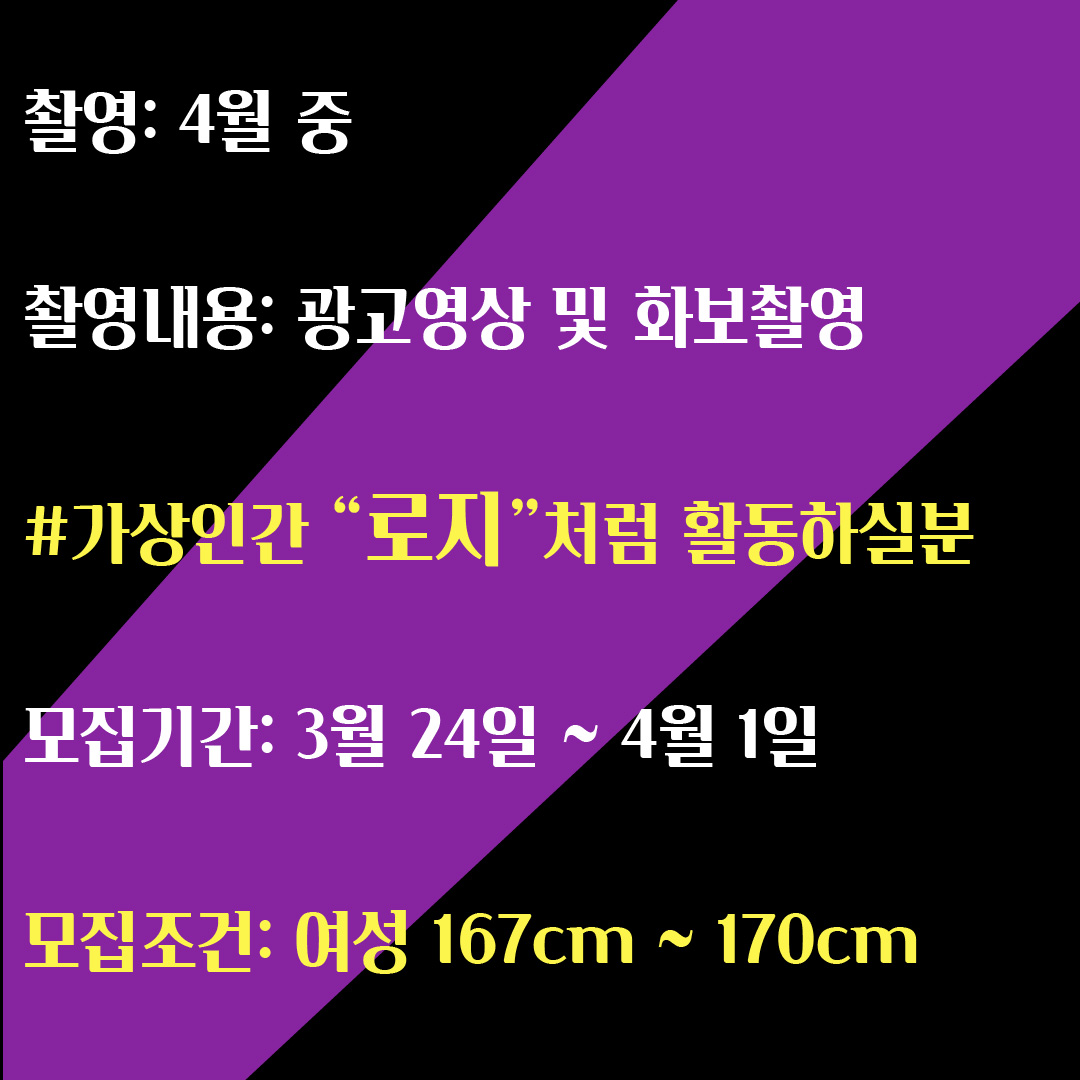 촬영: 4월 중
촬영내용: 광고영상 및 화보촬영
#가상인간 “로지”처럼 활동하실분
모집기간: 3월 24일 ~ 4월 1일
모집조건: 여성 167cm ~ 170cm